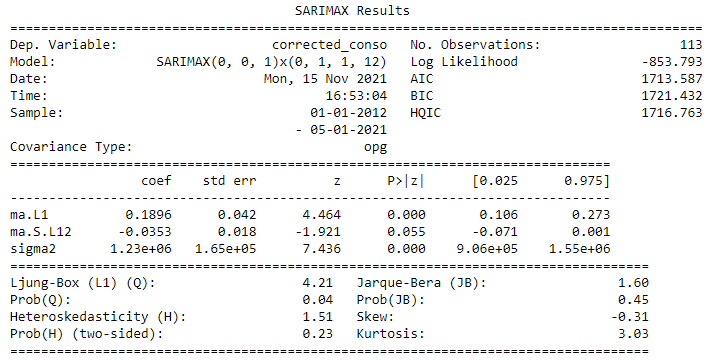 SARIMAX Results
==========================================================================================
Dep. Variable: corrected_conso No. Observations: 113
Model: SARIMAX(0, 0, 1)x(0, 1, 1, 12) Log Likelihood -853.793
Date: Mon, 15 Nov 2021 AIC 1713.587
Time: 16:53:04 BIC 1721.432
Sample: 01-01-2012 HQIC 1716.763
- 05-01-2021
Covariance Type: opg
==============================================================================
coef std err z P>|z| [0.025 0.975]
------------------------------------------------------------------------------
ma.L1 0.1896 0.042 4.464 0.000 0.106 0.273
ma.S.L12 -0.0353 0.018 -1.921 0.055 -0.071 0.001
sigma2 1.23e+06 1.65e+05 7.436 0.000 9.06e+05 1.55e+06
===================================================================================
Ljung-Box (L1) (Q): 4.21 Jarque-Bera (JB): 1.60
Prob(Q): 0.04 Prob(JB): 0.45
Heteroskedasticity (H): 1.51 Skew: -0.31
Prob(H) (two-sided): 0.23 Kurtosis: 3.03
===================================================================================